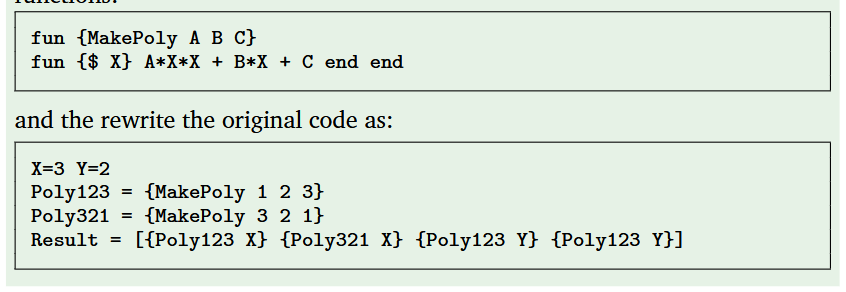 functions:
fun {MakePoly A B C}
fun {$ X} A*X*X + B*X + C end end
and the rewrite the original code as:
X=3 Y=2
Poly123 = {MakePoly 1 2 3}
Poly321 = {MakePoly 3 2 1}
Result = [{Poly123 X} {Poly321 X} {Poly123 Y} {Poly123 Y}]